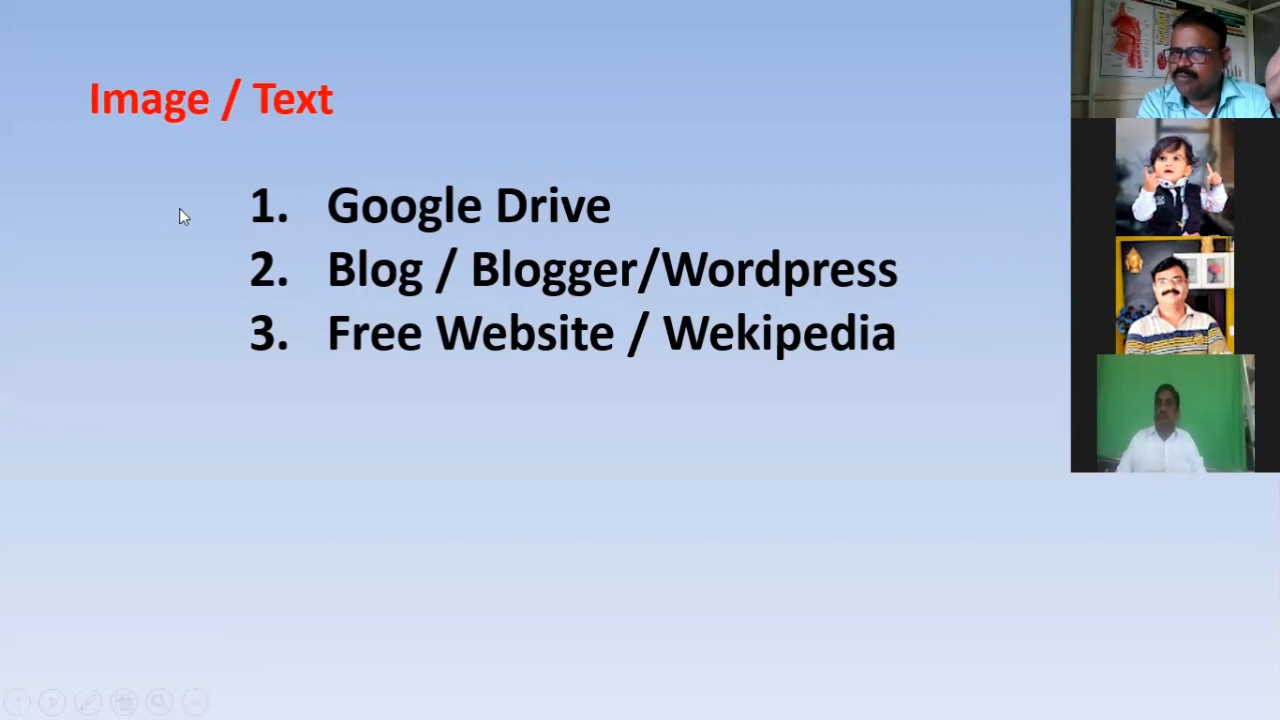 Image / Text
1. Google Drive
2. Blog / Blogger/Wordpress
3. Free Website / Wekipedia